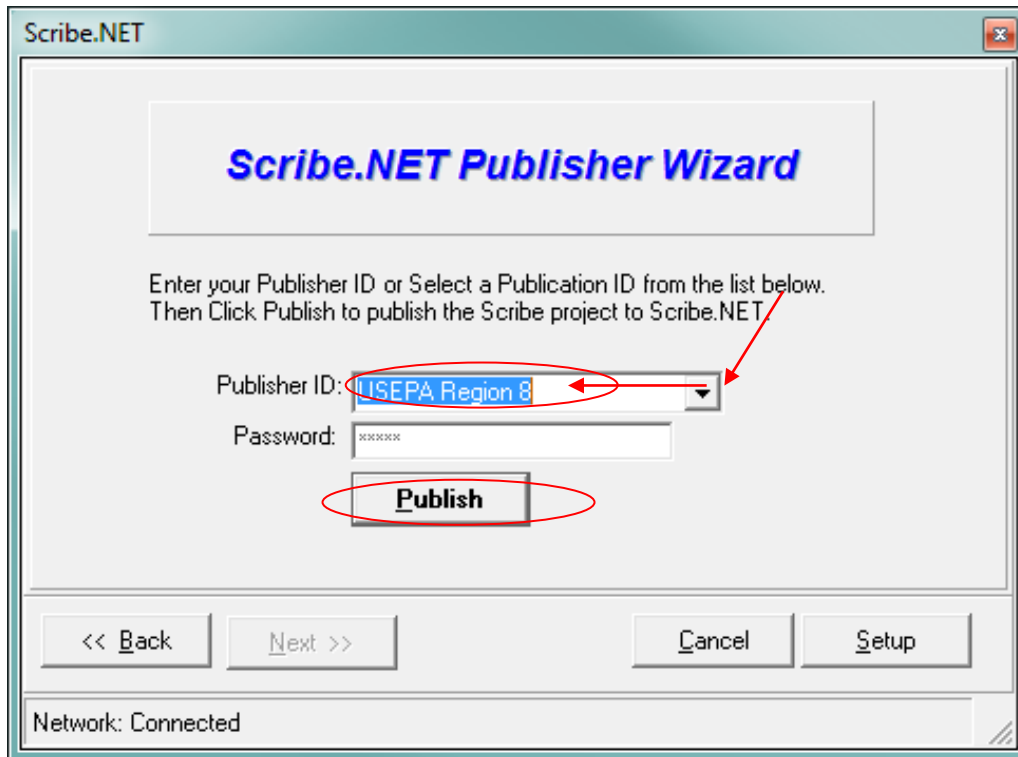 Scribe.NET
Scribe.NET Publisher Wizard
Enter your Publisher ID or Select a Publication ID from the list below.
Then Click Publish to publish the Scribe project to Scribe.NET.
Publisher ID: USEPA Region 8
Password: xxxxx
Publish
<< Back Next >> Cancel Setup
Network: Connected